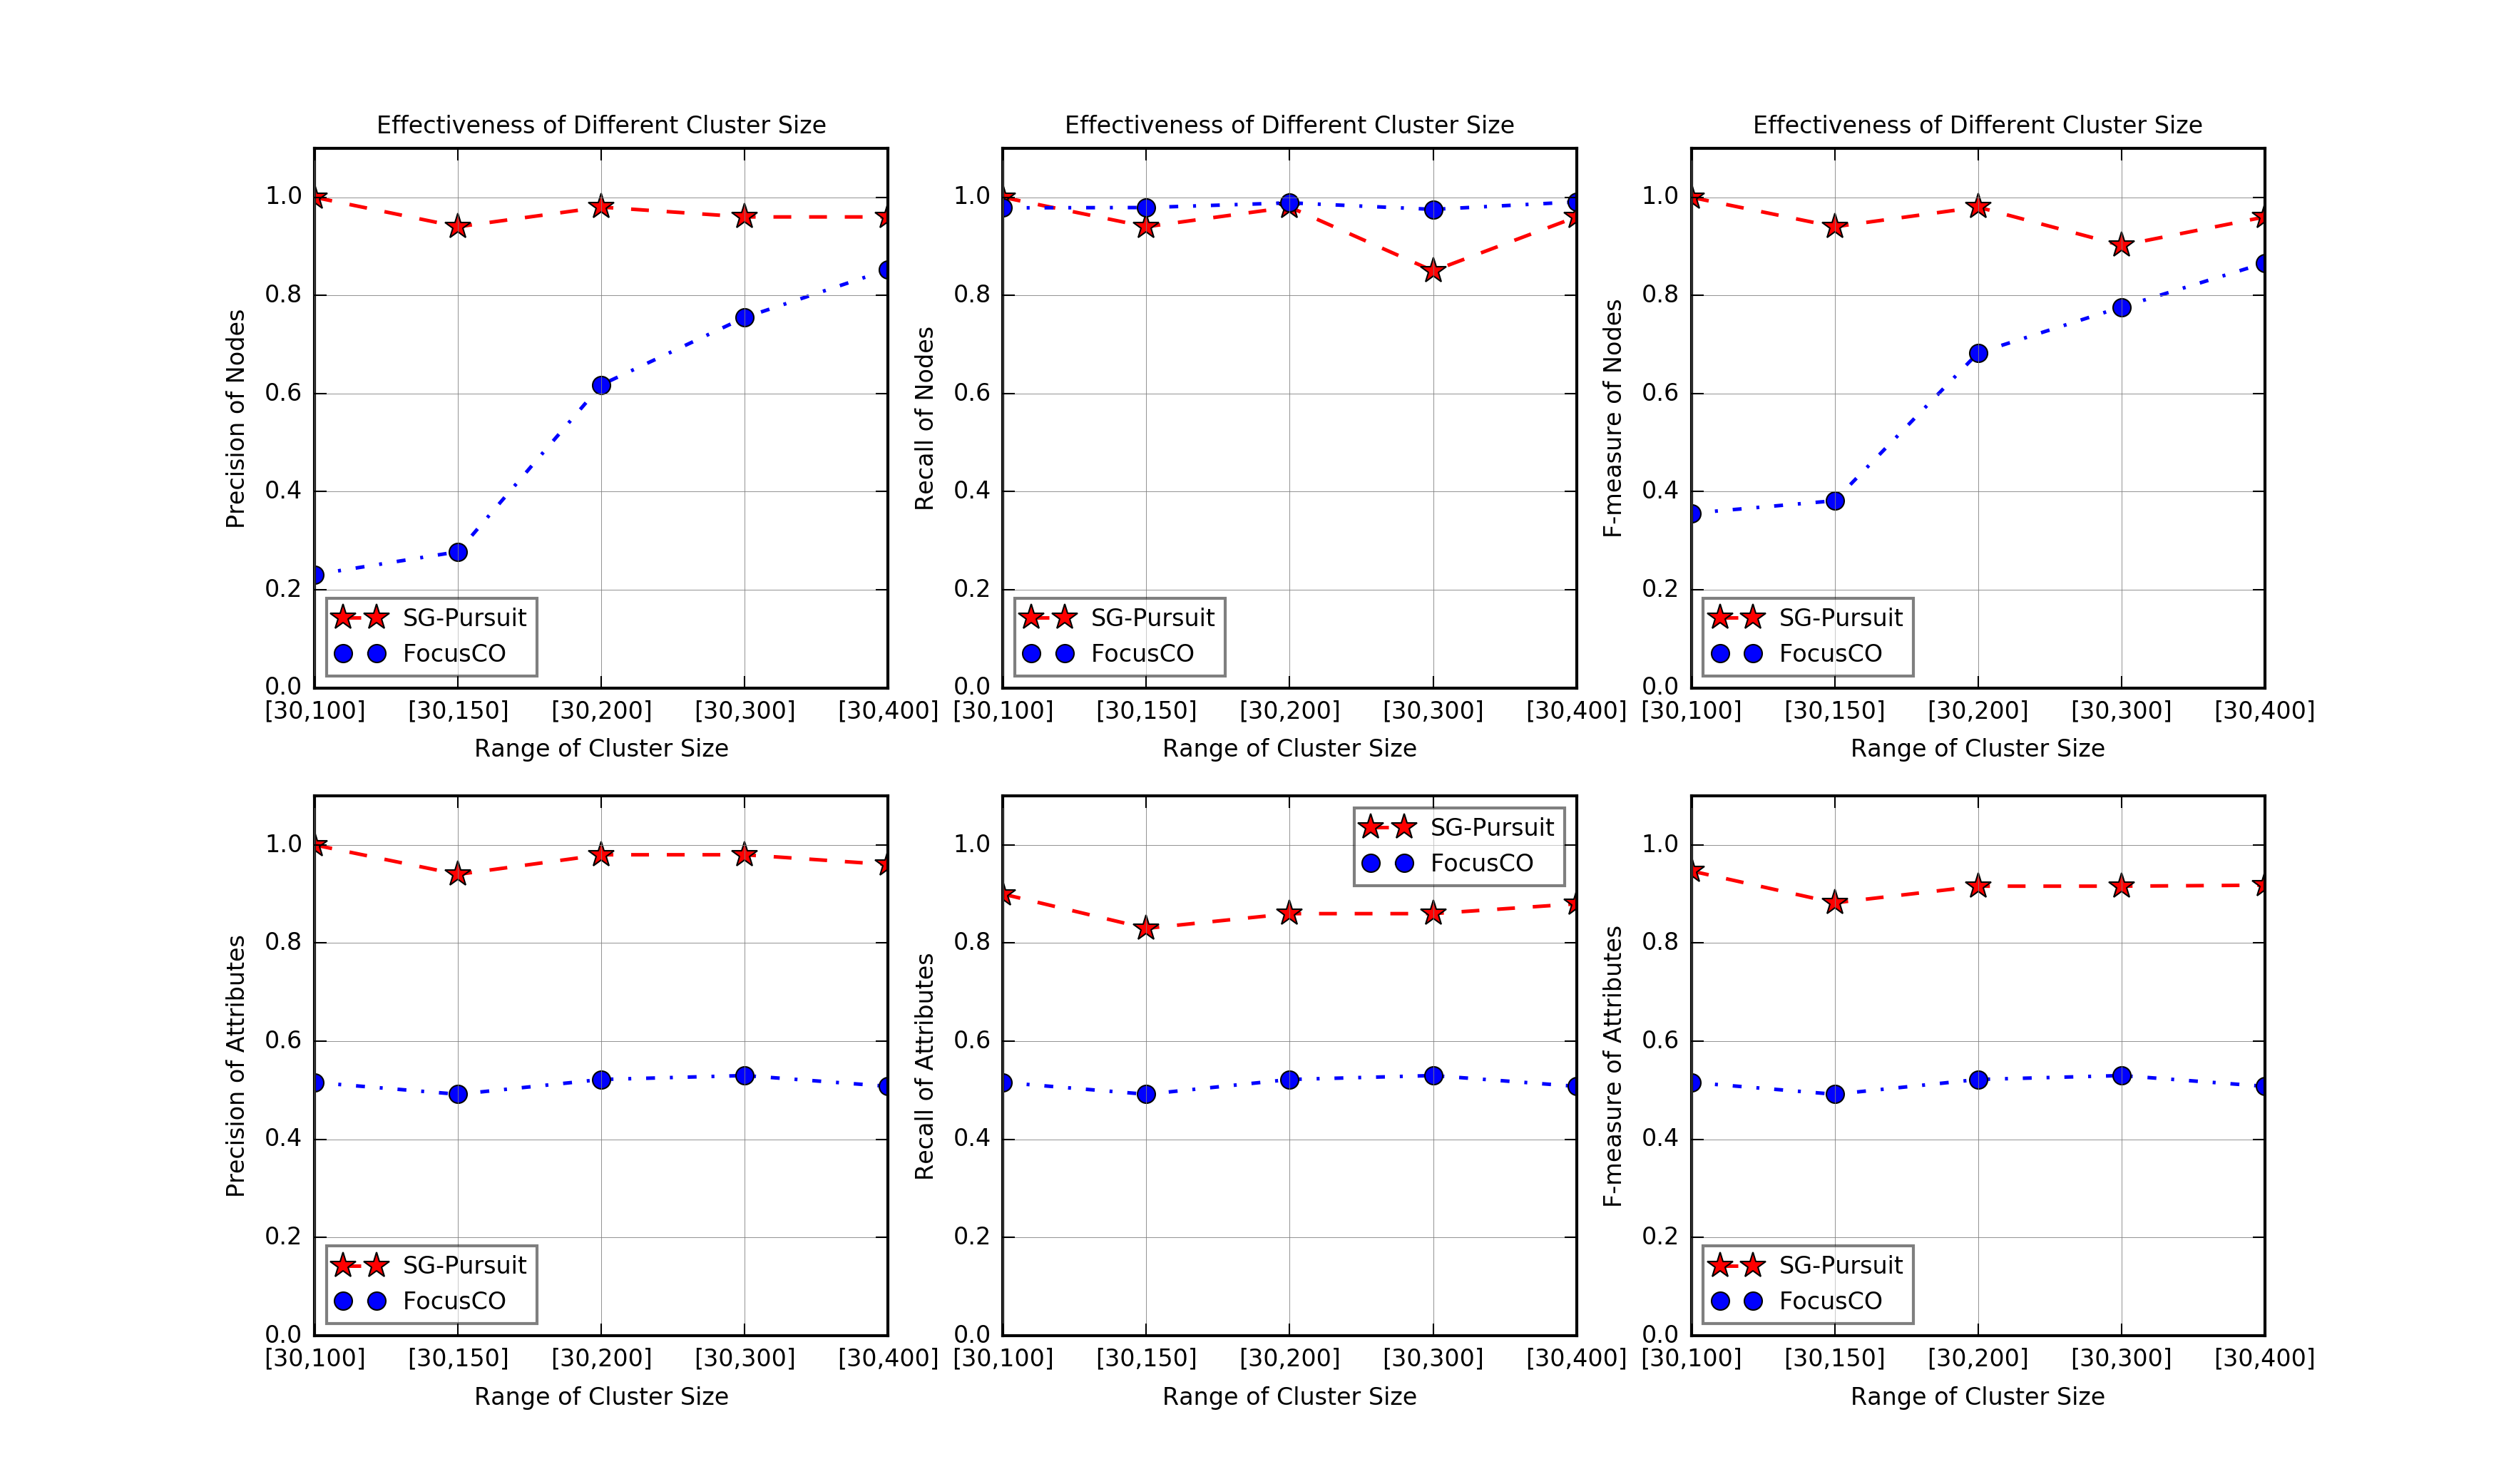 Effectiveness of Different Cluster Size
Precision of Nodes
1.0
0.8
0.6
0.4
0.2
0.0
SG-Pursuit
FocusCO
[30,100] [30,150] [30,200] [30,300] [30,400]
Range of Cluster Size
Effectiveness of Different Cluster Size
Recall of Nodes
1.0
0.8
0.6
0.4
0.2
0.0
SG-Pursuit
FocusCO
[30,100] [30,150] [30,200] [30,300] [30,400]
Range of Cluster Size
Effectiveness of Different Cluster Size
F-measure of Nodes
1.0
0.8
0.6
0.4
0.2
0.0
SG-Pursuit
FocusCO
[30,100] [30,150] [30,200] [30,300] [30,400]
Range of Cluster Size
Precision of Attributes
1.0
0.8
0.6
0.4
0.2
0.0
SG-Pursuit
FocusCO
[30,100] [30,150] [30,200] [30,300] [30,400]
Range of Cluster Size
Recall of Attributes
1.0
0.8
0.6
0.4
0.2
0.0
SG-Pursuit
FocusCO
[30,100] [30,150] [30,200] [30,300] [30,400]
Range of Cluster Size
F-measure of Attributes
1.0
0.8
0.6
0.4
0.2
0.0
SG-Pursuit
FocusCO
[30,100] [30,150] [30,200] [30,300] [30,400]
Range of Cluster Size